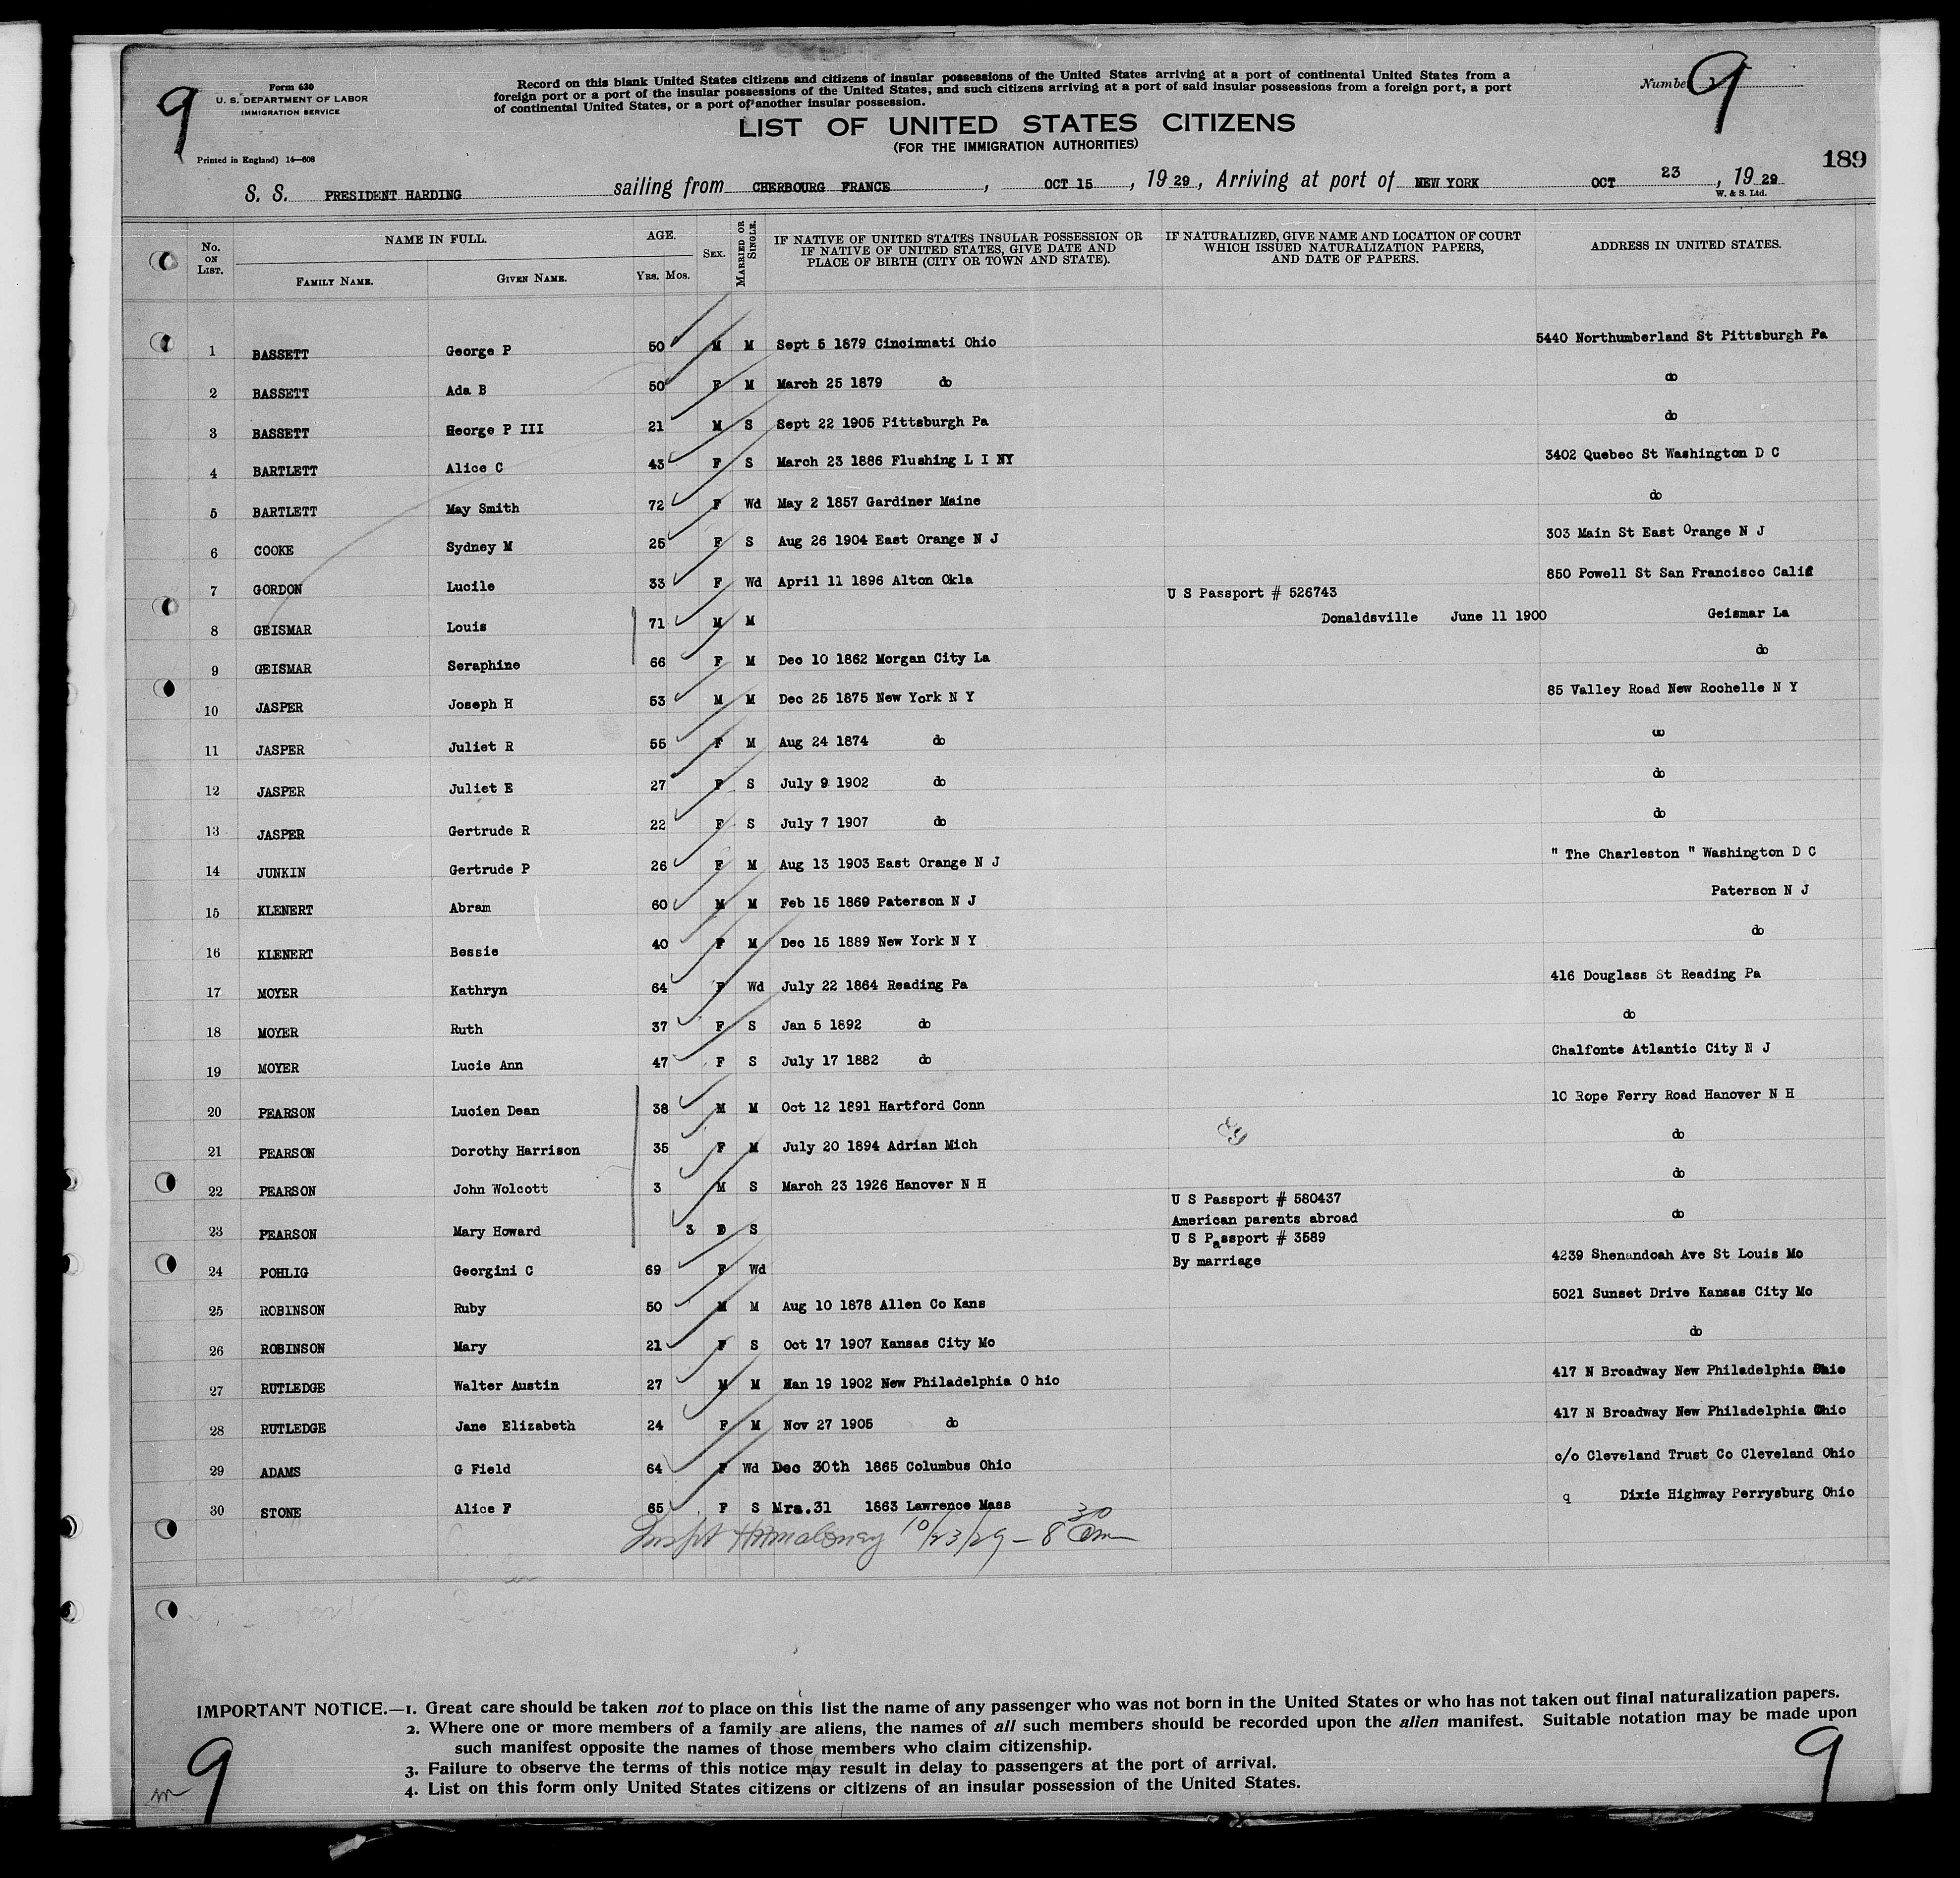 9
Form 630
U. S. DEPARTMENT OF LABOR
IMMIGRATION SERVICE
Printed in England) 14—608
Record on this blank United States citizens and citizens of insular possessions of the United States arriving at a port of continental United States from a
foreign port or a port of the insular possessions of the United States, and such citizens arriving at a port of said insular possessions from a foreign port, a port
of continental United States, or a port of another insular possession.
Number 9
LIST OF UNITED STATES CITIZENS
(FOR THE IMMIGRATION AUTHORITIES)
189
S. S. PRESIDENT HARDING sailing from CHERBOURG FRANCE, OCT 15, 19 29, Arriving at port of NEW YORK OCT 23, 19 29
W. & S. Ltd.
No. ON LIST. NAME IN FULL. FAMILY NAME. GIVEN NAME. AGE. YRS. MOS. SEX. MARRIED OR SINGLE. IF NATIVE OF UNITED STATES INSULAR POSSESSION OR IF NATIVE OF UNITED STATES, GIVE DATE AND PLACE OF BIRTH (CITY OR TOWN AND STATE). IF NATURALIZED, GIVE NAME AND LOCATION OF COURT WHICH ISSUED NATURALIZATION PAPERS, AND DATE OF PAPERS. ADDRESS IN UNITED STATES.
1 BASSETT George P 50 M M Sept 5 1879 Cincinnati Ohio 5440 Northumberland St Pittsburgh Pa
2 BASSETT Ada B 50 F M March 25 1879 do do
3 BASSETT George P III 21 M S Sept 22 1905 Pittsburgh Pa do
4 BARTLETT Alice C 43 F S March 23 1886 Flushing L I NY 3402 Quebec St Washington D C
5 BARTLETT May Smith 72 F Wd May 2 1857 Gardiner Maine do
6 COOKE Sydney M 25 F S Aug 26 1904 East Orange N J 303 Main St East Orange N J
7 GORDON Lucile 33 F Wd April 11 1896 Alton Okla U S Passport # 526743 850 Powell St San Francisco Calif
8 GEISMAR Louis 71 M M Donaldsville June 11 1900 Geismar La
9 GEISMAR Seraphine 66 F M Dec 10 1862 Morgan City La do
10 JASPER Joseph H 53 M M Dec 25 1875 New York N Y 85 Valley Road New Rochelle N Y
11 JASPER Juliet R 55 F M Aug 24 1874 do do
12 JASPER Juliet E 27 F S July 9 1902 do do
13 JASPER Gertrude R 22 F S July 7 1907 do do
14 JUNKIN Gertrude P 26 F M Aug 13 1903 East Orange N J " The Charleston " Washington D C
15 KLENERT Abram 60 M M Feb 15 1869 Paterson N J Paterson N J
16 KLENERT Bessie 40 F M Dec 15 1889 New York N Y do
17 MOYER Kathryn 64 F Wd July 22 1864 Reading Pa 416 Douglass St Reading Pa
18 MOYER Ruth 37 F S Jan 5 1892 do do
19 MOYER Lucie Ann 47 F S July 17 1882 do Chalfonte Atlantic City N J
20 PEARSON Lucien Dean 38 M M Oct 12 1891 Hartford Conn 10 Rope Ferry Road Hanover N H
21 PEARSON Dorothy Harrison 35 F M July 20 1894 Adrian Mich do
22 PEARSON John Wolcott 3 M S March 23 1926 Hanover N H do
U S Passport # 580437
23 PEARSON Mary Howard 3 S American parents abroad do
U S Passport # 3589
24 POHLIG Georgini C 69 F Wd By marriage 4239 Shenandoah Ave St Louis Mo
25 ROBINSON Ruby 50 M M Aug 10 1878 Allen Co Kans 5021 Sunset Drive Kansas City Mo
26 ROBINSON Mary 21 F S Oct 17 1907 Kansas City Mo do
27 RUTLEDGE Walter Austin 27 M M Jan 19 1902 New Philadelphia O hio 417 N Broadway New Philadelphia Ohio
28 RUTLEDGE Jane Elizabeth 24 F M Nov 27 1905 do 417 N Broadway New Philadelphia Ohio
29 ADAMS G Field 64 F Wd Dec 30th 1865 Columbus Ohio c/o Cleveland Trust Co Cleveland Ohio
30 STONE Alice F 65 F S Mrs.31 1863 Lawrence Mass q Dixie Highway Perrysburg Ohio
10/23/29 – 8 30 am
IMPORTANT NOTICE.—1. Great care should be taken not to place on this list the name of any passenger who was not born in the United States or who has not taken out final naturalization papers.
2. Where one or more members of a family are aliens, the names of all such members should be recorded upon the alien manifest. Suitable notation may be made upon
such manifest opposite the names of those members who claim citizenship.
3. Failure to observe the terms of this notice may result in delay to passengers at the port of arrival.
4. List on this form only United States citizens or citizens of an insular possession of the United States.
m 9
9